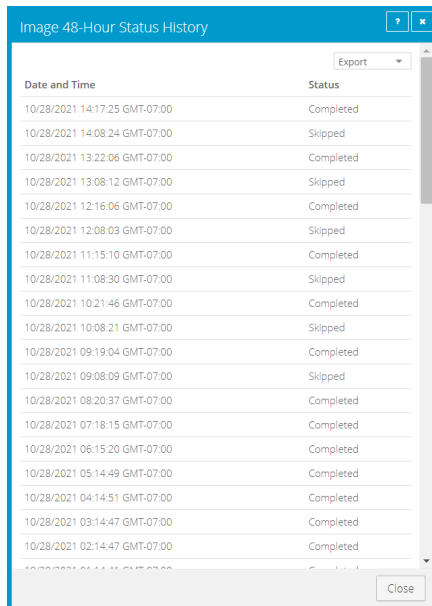 Image 48-Hour Status History
? ×
Export
Date and Time Status
10/28/2021 14:17:25 GMT-07:00 Completed
10/28/2021 14:08:24 GMT-07:00 Skipped
10/28/2021 13:22:06 GMT-07:00 Completed
10/28/2021 13:08:12 GMT-07:00 Skipped
10/28/2021 12:16:06 GMT-07:00 Completed
10/28/2021 12:08:03 GMT-07:00 Skipped
10/28/2021 11:15:10 GMT-07:00 Completed
10/28/2021 11:08:30 GMT-07:00 Skipped
10/28/2021 10:21:46 GMT-07:00 Completed
10/28/2021 10:08:21 GMT-07:00 Skipped
10/28/2021 09:19:04 GMT-07:00 Completed
10/28/2021 09:08:09 GMT-07:00 Skipped
10/28/2021 08:20:37 GMT-07:00 Completed
10/28/2021 07:18:15 GMT-07:00 Completed
10/28/2021 06:15:20 GMT-07:00 Completed
10/28/2021 05:14:49 GMT-07:00 Completed
10/28/2021 04:14:51 GMT-07:00 Completed
10/28/2021 03:14:47 GMT-07:00 Completed
10/28/2021 02:14:47 GMT-07:00 Completed
Close